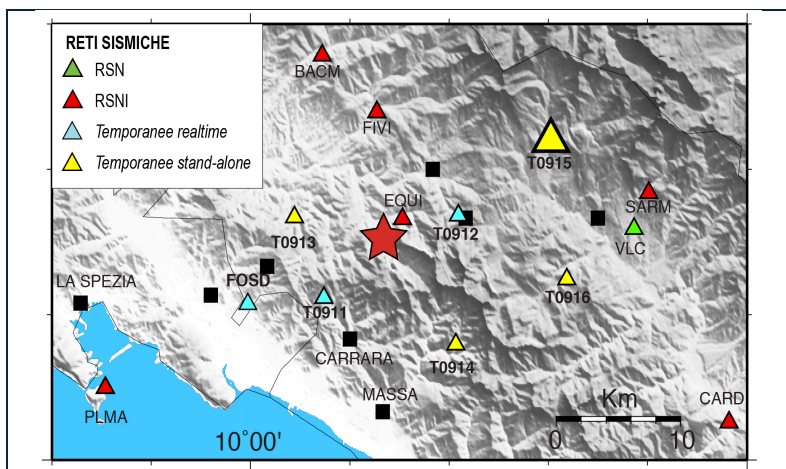 RETI SISMICHE
RSN
RSNI
Temporanee realtime
Temporanee stand-alone
BACM
FIVI
T0915
EQUI
SARM
T0913
T0912
VLC
LA SPEZIA
FOSD
T0911
T0916
CARRARA
T0914
MASSA
PLMA
Km
CARD
10°00'
0
10